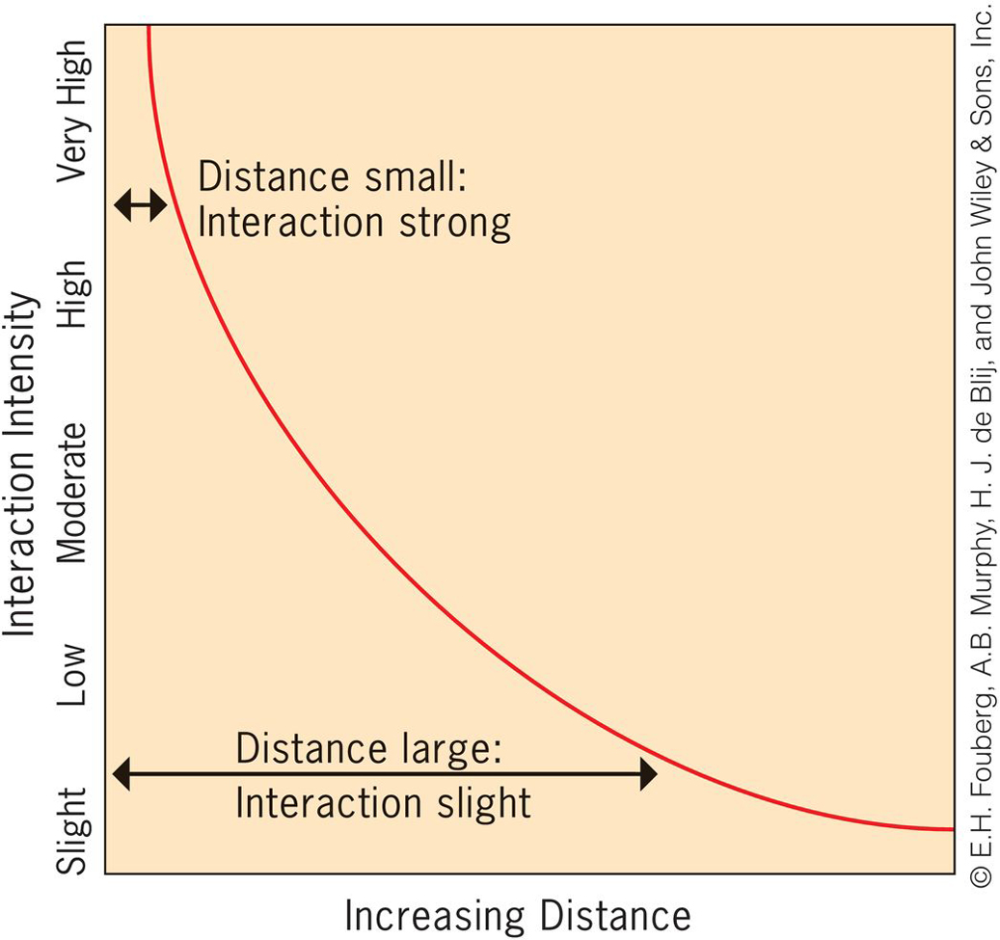 Interaction Intensity
Very High
High
Moderate
Low
Slight
Distance small:
Interaction strong
Distance large:
Interaction slight
Increasing Distance
© E.H. Fouberg, A.B. Murphy, H. J. de Blij, and John Wiley & Sons, Inc.